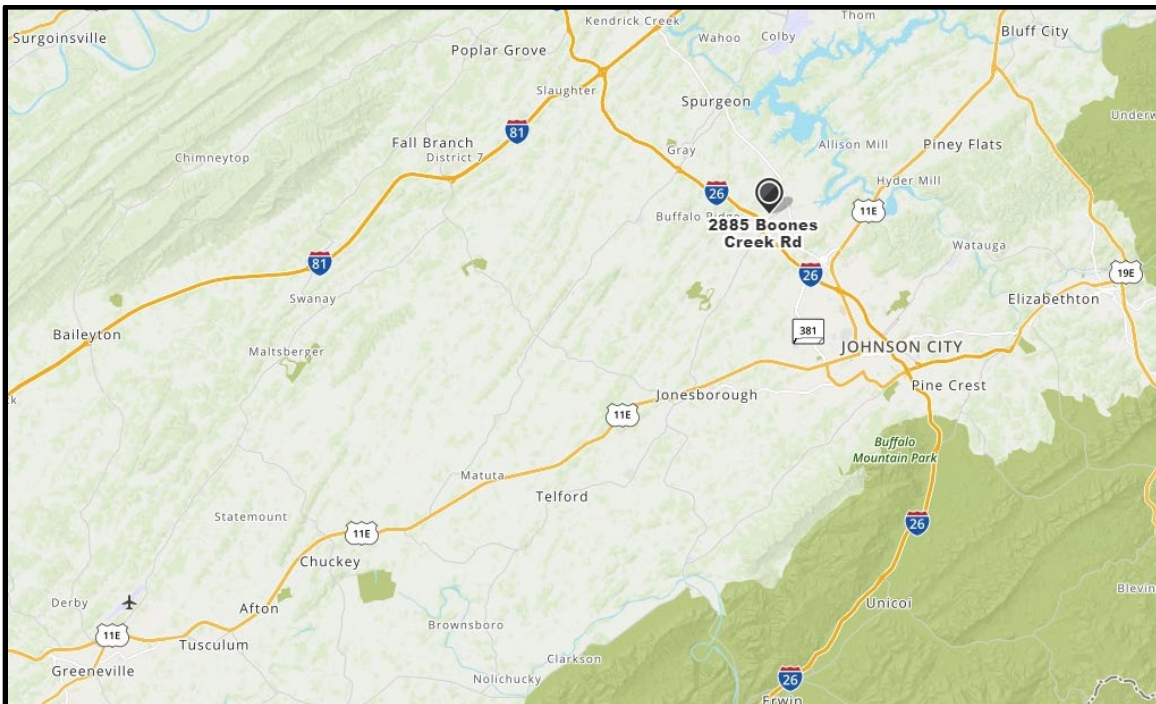 Surgoinsville
Kendrick Creek
Thom
Wahoo
Colby
Bluff City
Poplar Grove
Slaughter
Spurgeon
81
Fall Branch
District 7
Chimneytop
Gray
Allison Mill
Piney Flats
Underw
Hyder Mill
26
11E
Buffalo Ridge
2885 Boones
Creek Rd
Watauga
81
26
19E
Swanay
Elizabethton
Baileyton
381
JOHNSON CITY
Maltsberger
Pine Crest
Jonesborough
ck
11E
Buffalo
Mountain Park
Matuta
Telford
Statemount
26
11E
Chuckey
Blevin
Derby
Afton
Unicoi
11E
Tusculum
Brownsboro
Greeneville
Clarkson
Nolichucky
26
Erwin